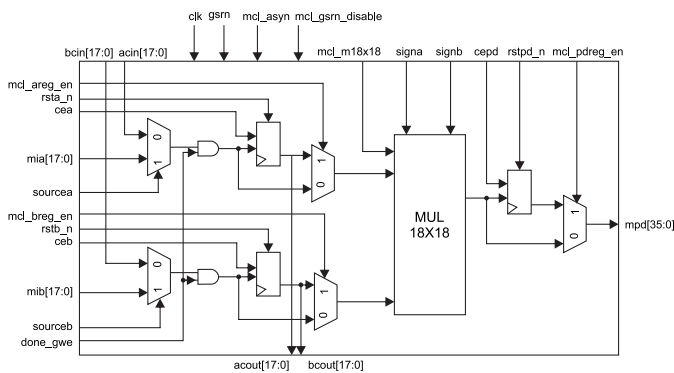 clk gsrn mcl_asyn mcl_gsrn_disable
bcin[17:0] acin[17:0] mcl_m18x18 signa signb cepd rstpd_n mcl_pdreg_en
mcl_areg_en
rsta_n
cea
0
1
mia[17:0]
1
0
sourcea
mcl_breg_en
rstb_n
ceb
MUL
18X18
1
0
mpd[35:0]
0
1
mib[17:0]
1
0
sourceb
done_gwe
acout[17:0] bcout[17:0]